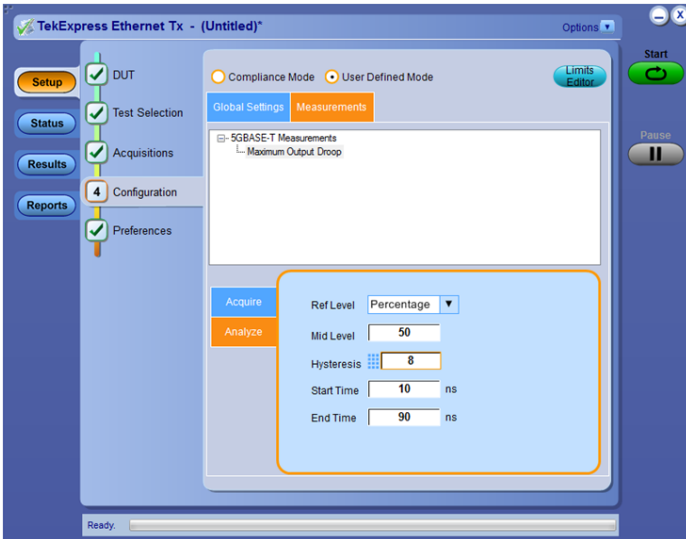 TekExpress Ethernet Tx - (Untitled)*
Options
Start
Pause
Setup
Status
Results
Reports
DUT
Test Selection
Acquisitions
4 Configuration
Preferences
Compliance Mode User Defined Mode
Limits
Editor
Global Settings Measurements
5GBASE-T Measurements
Maximum Output Droop
Acquire
Analyze
Ref Level Percentage
Mid Level 50
Hysteresis 8
Start Time 10 ns
End Time 90 ns
Ready.